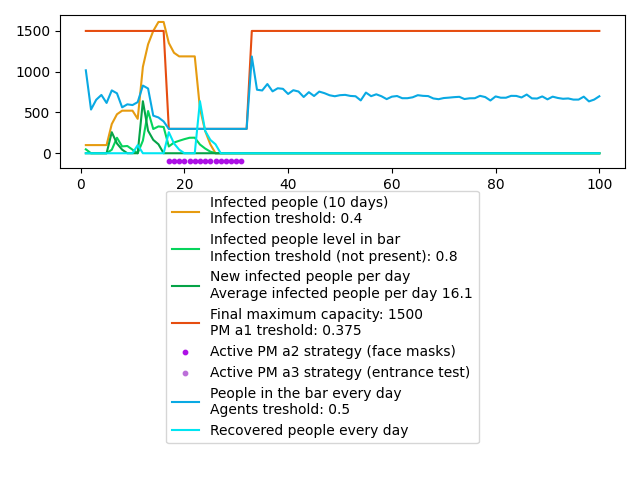 1500
1000
500
0
0
20
40
60
80
100
Infected people (10 days)
Infection treshold: 0.4
Infected people level in bar
Infection treshold (not present): 0.8
New infected people per day
Average infected people per day 16.1
Final maximum capacity: 1500
PM a1 treshold: 0.375
Active PM a2 strategy (face masks)
Active PM a3 strategy (entrance test)
People in the bar every day
Agents treshold: 0.5
Recovered people every day